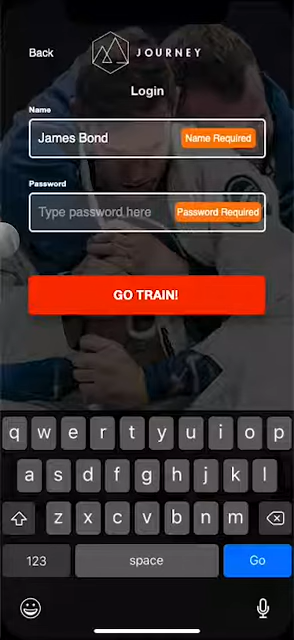 Back
JOURNEY
Login
Name
James Bond
Name Required
Password
Type password here
Password Required
GO TRAIN!
q w e r t y u i o p
a s d f g h j k l
z x c v b n m
123 space Go